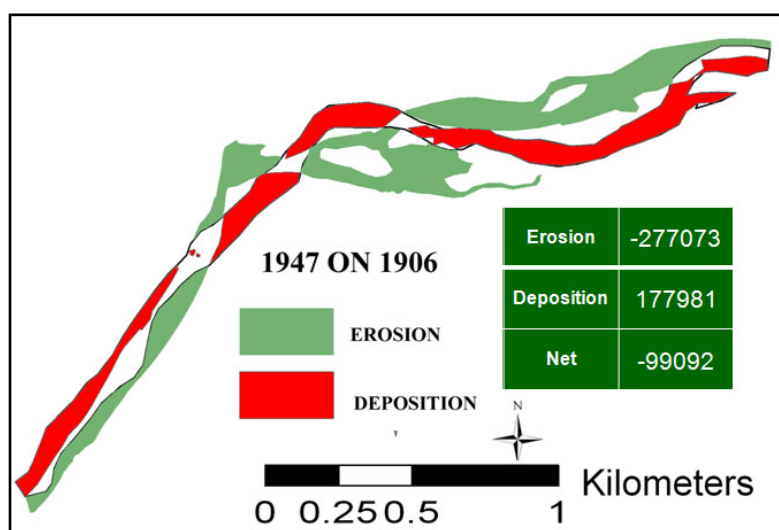 Erosion -277073
1947 ON 1906
Deposition 177981
EROSION
Net -99092
DEPOSITION
N
Kilometers
0 0.25 0.5 1